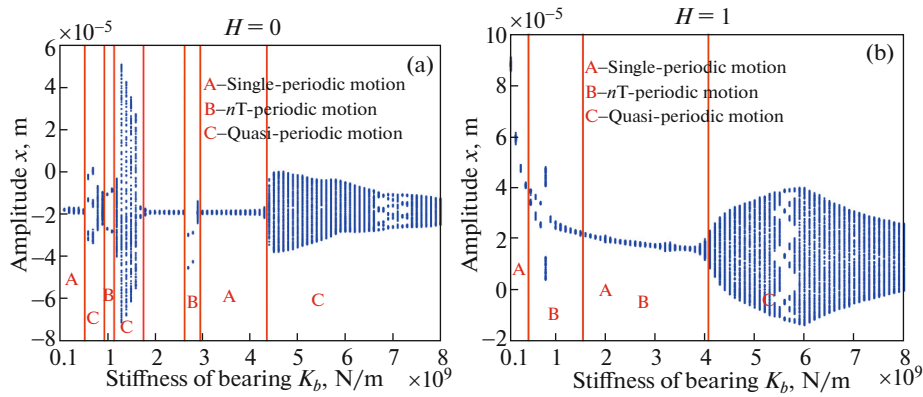 H = 0
×10⁻⁵
(a)
A–Single-periodic motion
B–nT-periodic motion
C–Quasi-periodic motion
Amplitude x, m
6
4
2
0
−2
−4
−6
−8
A
C
B
C
B
A
C
0.1 1 2 3 4 5 6 7 8
Stiffness of bearing K_b, N/m
×10⁹
H = 1
×10⁻⁵
(b)
A–Single-periodic motion
B–nT-periodic motion
C–Quasi-periodic motion
Amplitude x, m
10
8
6
4
2
0
−2
A
B
A
B
C
0.1 1 2 3 4 5 6 7 8
Stiffness of bearing K_b, N/m
×10⁹